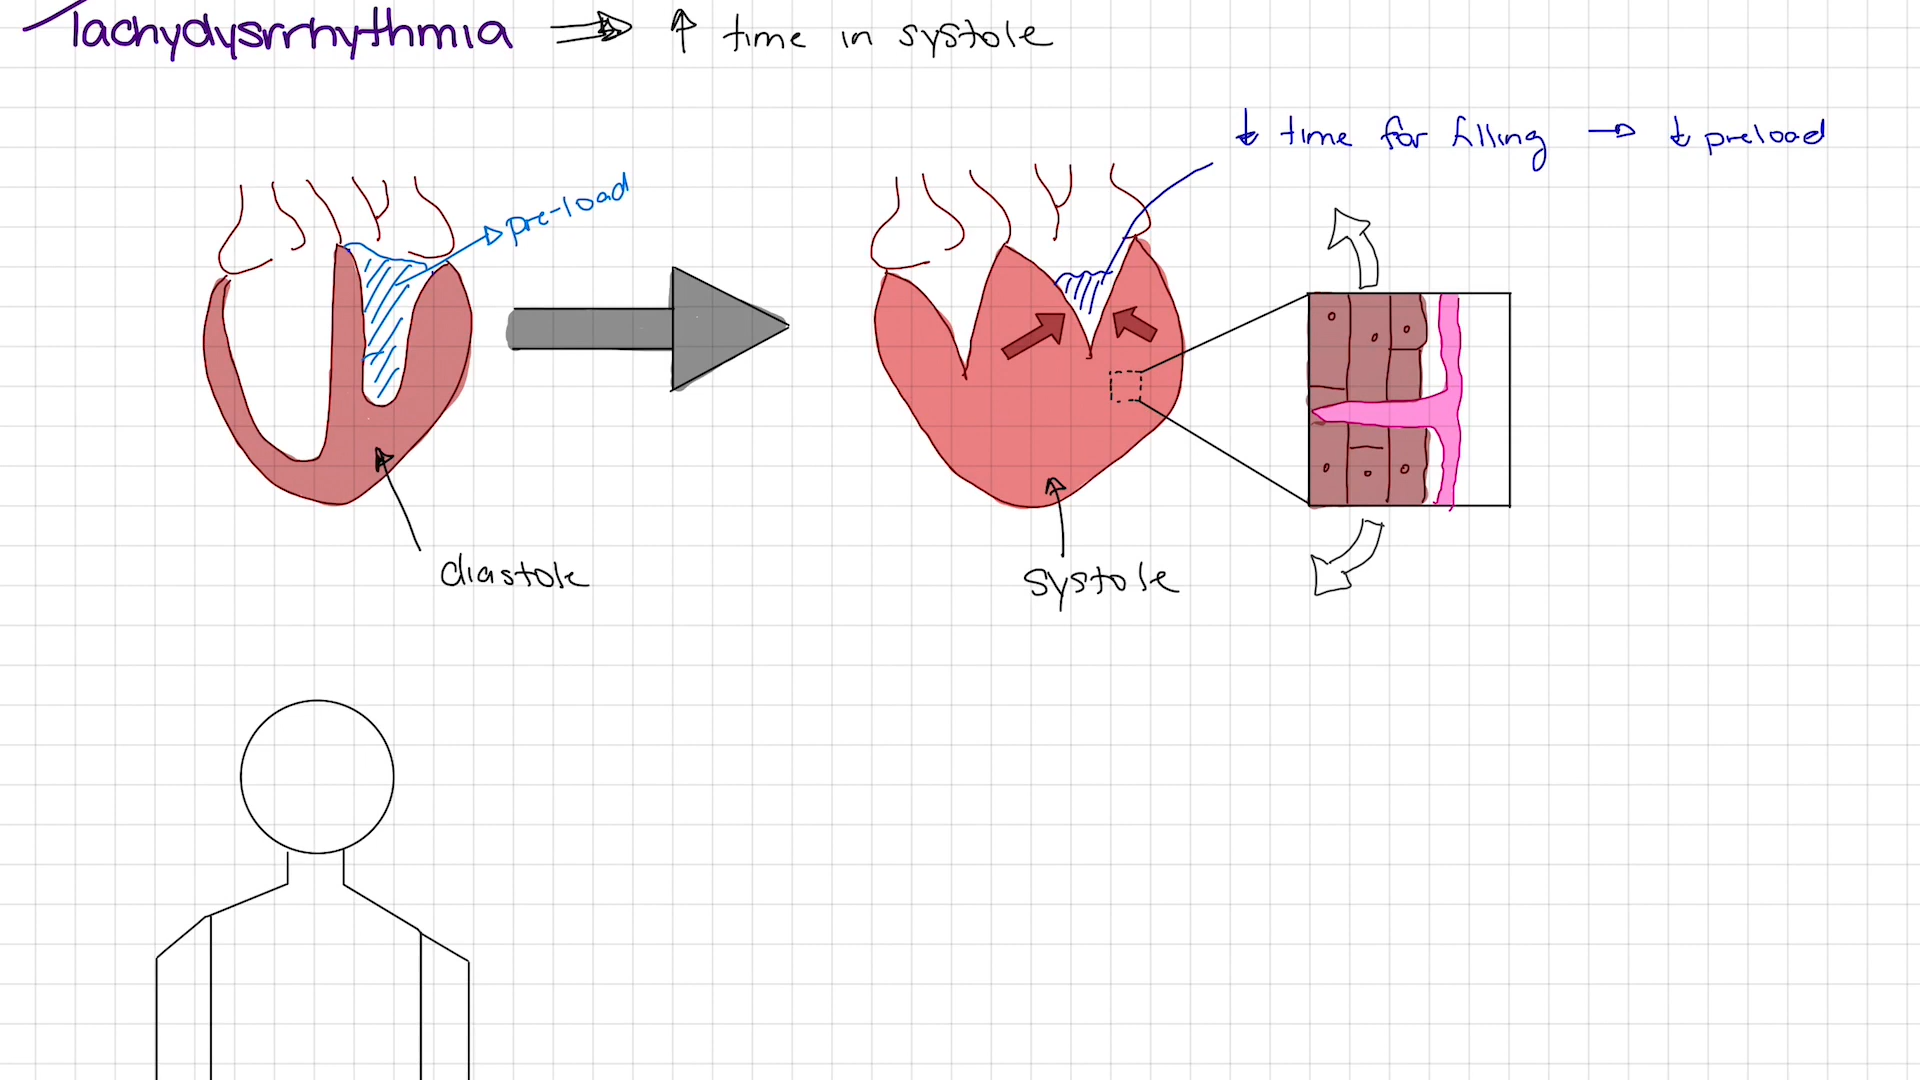 Tachydysrrhythmia ⇒ ↑ time in systole
↓ time for filling → ↓ preload
pre-load
diastole
systole